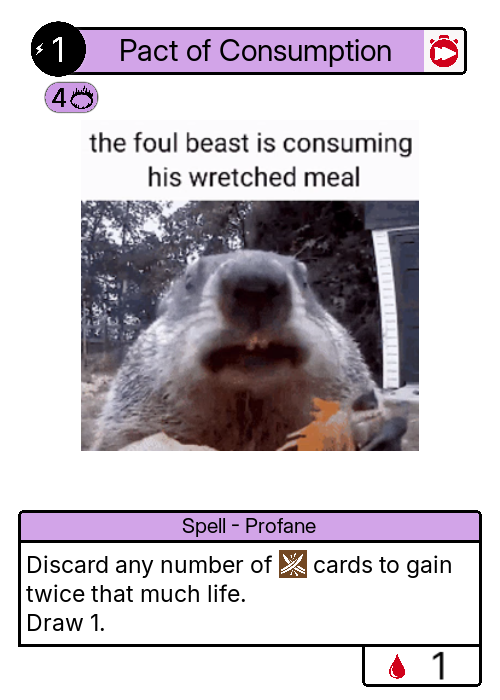 1 Pact of Consumption
4
the foul beast is consuming
his wretched meal
Spell - Profane
Discard any number of cards to gain
twice that much life.
Draw 1.
1